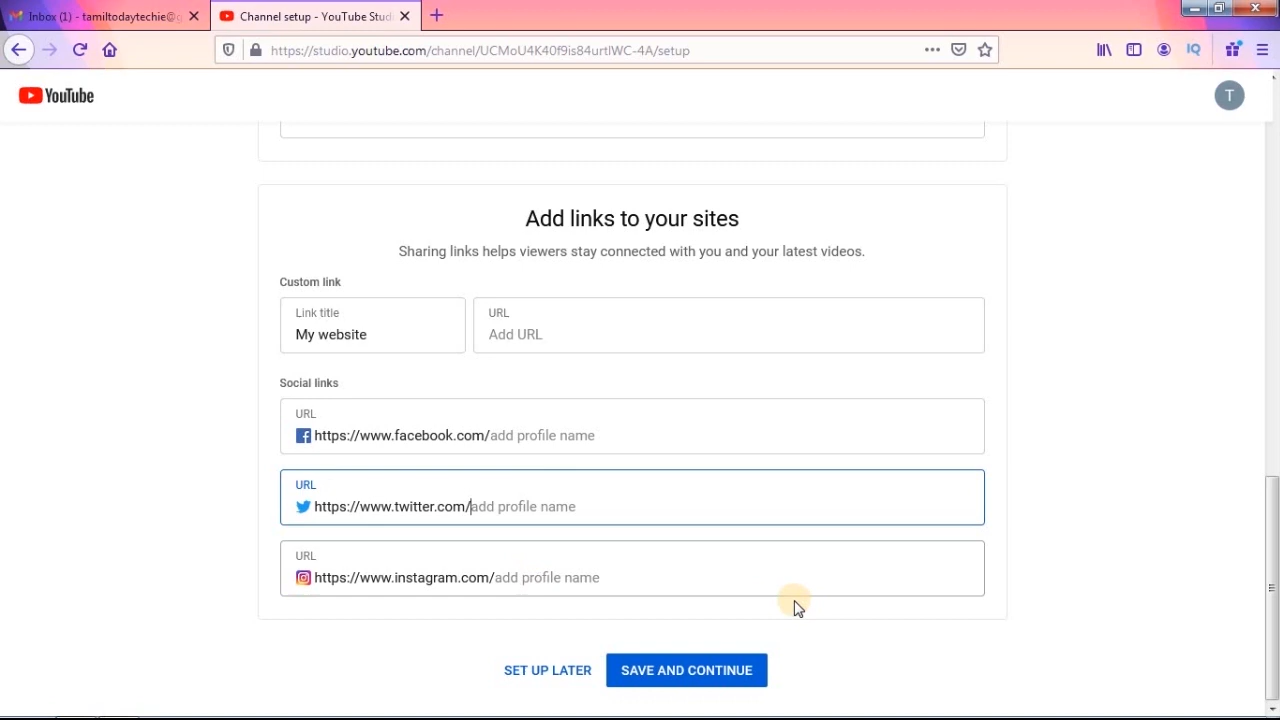 Inbox (1) - tamiltodaytechie@g
Channel setup - YouTube Stud
https://studio.youtube.com/channel/UCMoU4K40f9is84urtlWC-4A/setup
YouTube
T
Add links to your sites
Sharing links helps viewers stay connected with you and your latest videos.
Custom link
Link title
My website
URL
Add URL
Social links
URL
https://www.facebook.com/add profile name
URL
https://www.twitter.com/add profile name
URL
https://www.instagram.com/add profile name
SET UP LATER
SAVE AND CONTINUE